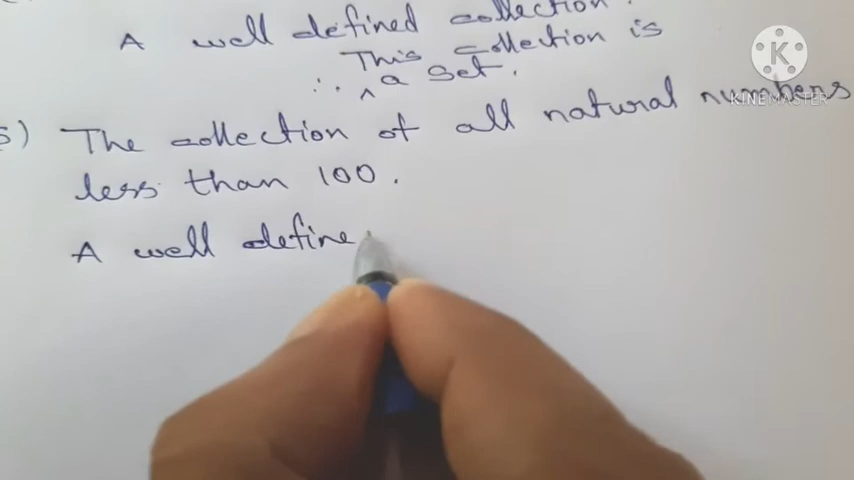 A well defined collection.
This collection is
∴ ^ a set.
5) The collection of all natural numbers
less than 100.
A well define
K
KINEMASTER